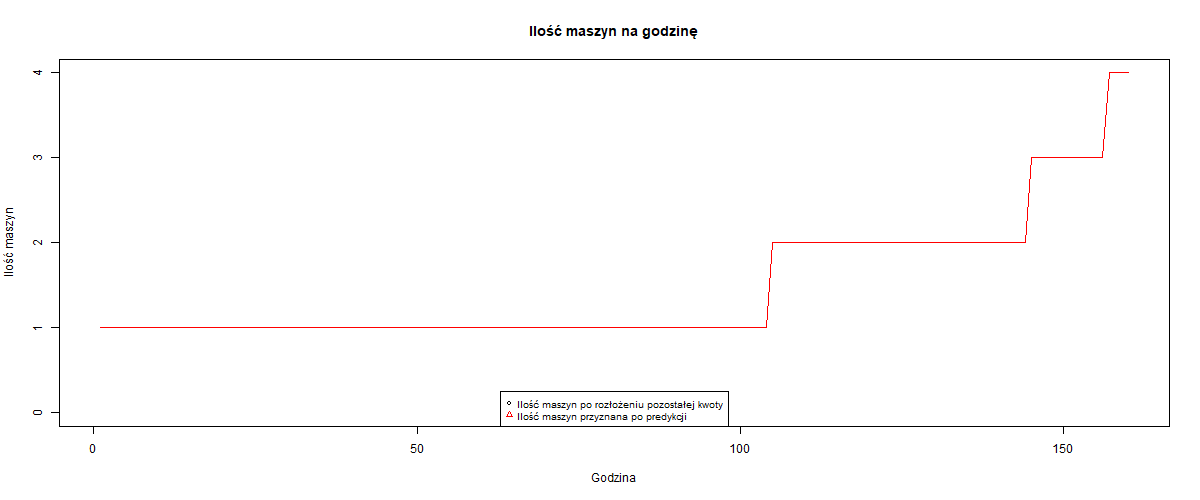 Ilość maszyn na godzinę
Ilość maszyn
4
3
2
1
0
Ilość maszyn po rozłożeniu pozostałej kwoty
Ilość maszyn przyznana po predykcji
0 50 100 150
Godzina